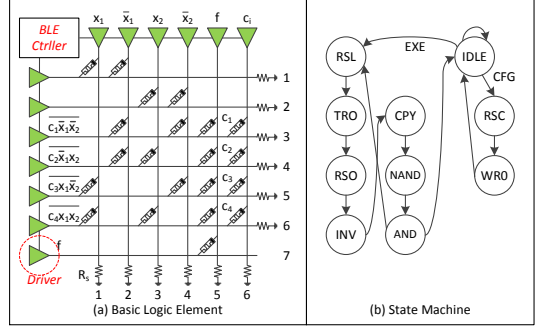 BLE
Ctrller
x₁ x̄₁ x₂ x̄₂ f cᵢ
1
2
c₁x̄₁x̄₂ c₁ 3
c₂x̄₁x₂ c₂ 4
c₃x₁x̄₂ c₃ 5
c₄x₁x₂ c₄ 6
f 7
Driver
Rₛ
1 2 3 4 5 6
(a) Basic Logic Element
RSL EXE IDLE
CFG
TRO CPY RSC
RSO NAND WR0
INV AND
(b) State Machine